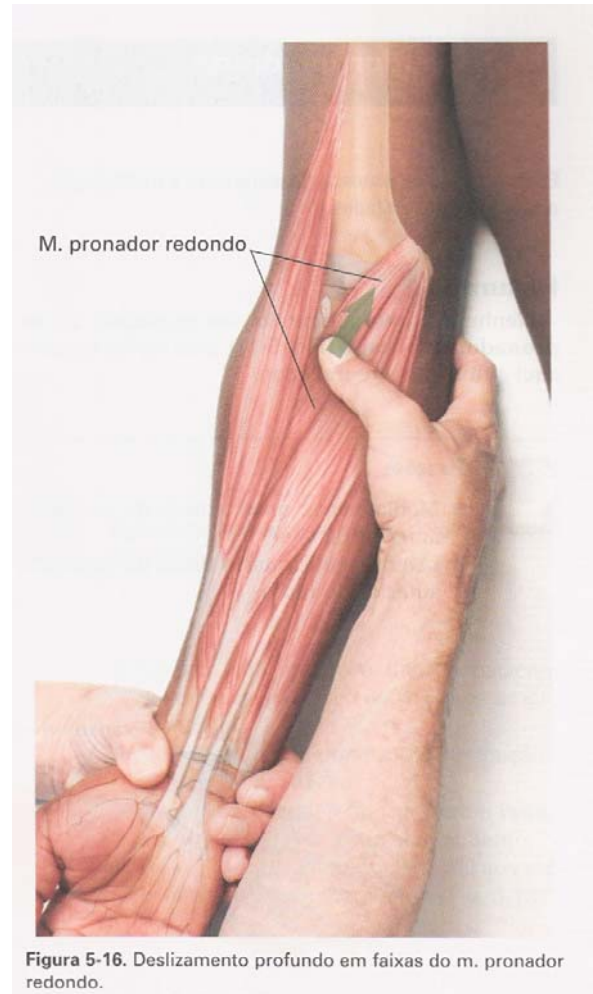 M. pronador redondo
Figura 5-16. Deslizamento profundo em faixas do m. pronador
redondo.